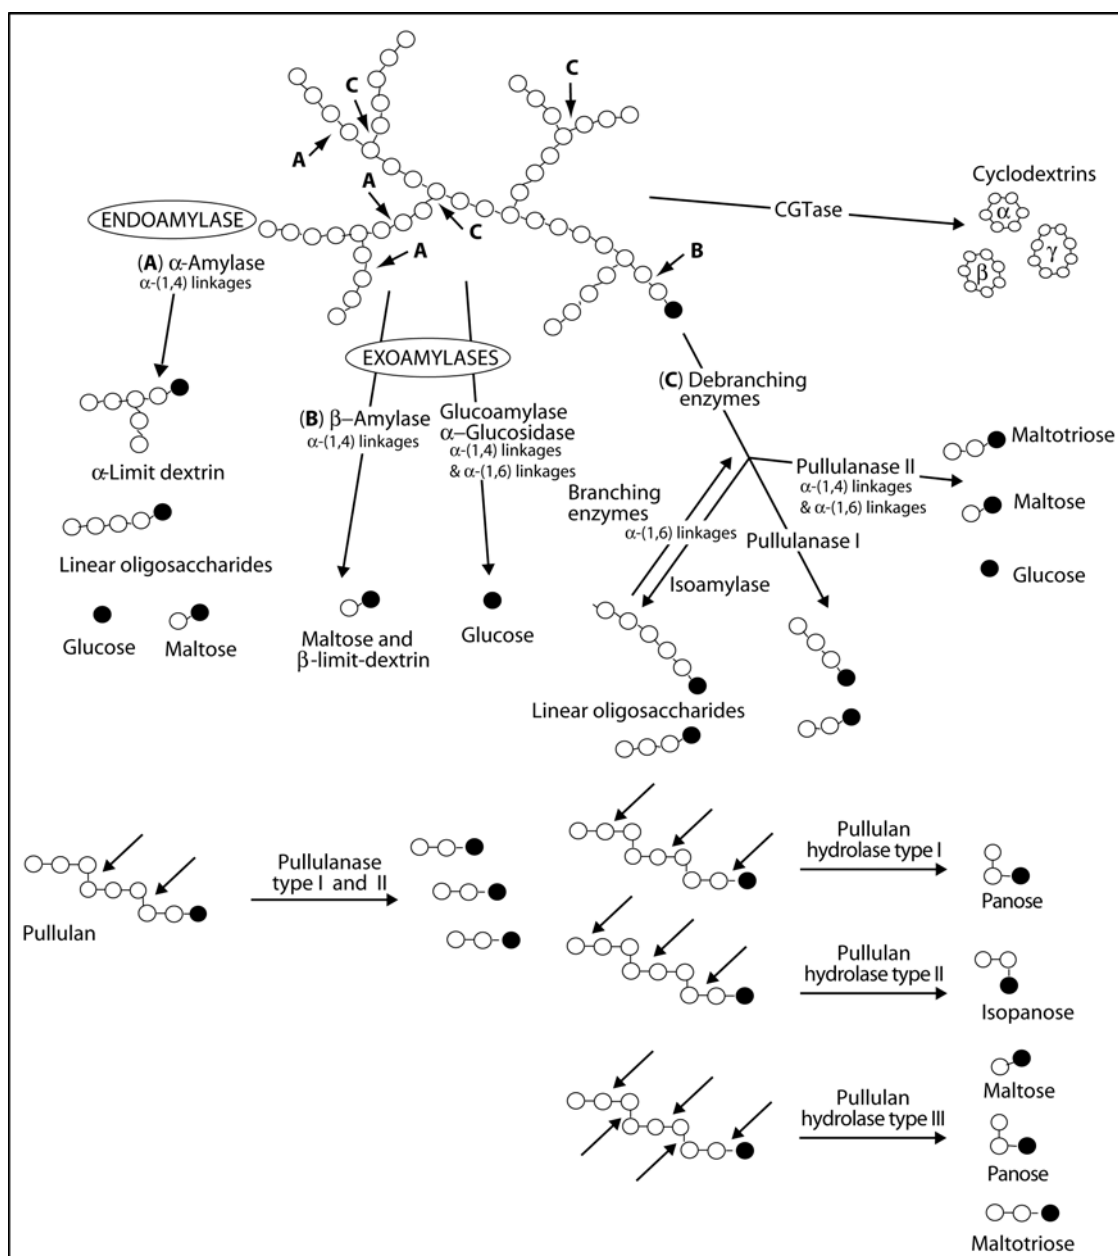 C
C
A
A
Cyclodextrins
CGTase
α
γ
β
ENDOAMYLASE
C
A
B
(A) α-Amylase
α-(1,4) linkages
EXOAMYLASES
(C) Debranching
enzymes
(B) β–Amylase
α-(1,4) linkages
Glucoamylase
α–Glucosidase
α-(1,4) linkages
& α-(1,6) linkages
Maltotriose
Pullulanase II
α-(1,4) linkages
& α-(1,6) linkages
α-Limit dextrin
Branching
enzymes
α-(1,6) linkages
Maltose
Pullulanase I
Linear oligosaccharides
Isoamylase
Glucose
Glucose
Maltose
Maltose and
β-limit-dextrin
Glucose
Linear oligosaccharides
Pullulan
hydrolase type I
Panose
Pullulanase
type I and II
Pullulan
Pullulan
hydrolase type II
Isopanose
Maltose
Pullulan
hydrolase type III
Panose
Maltotriose